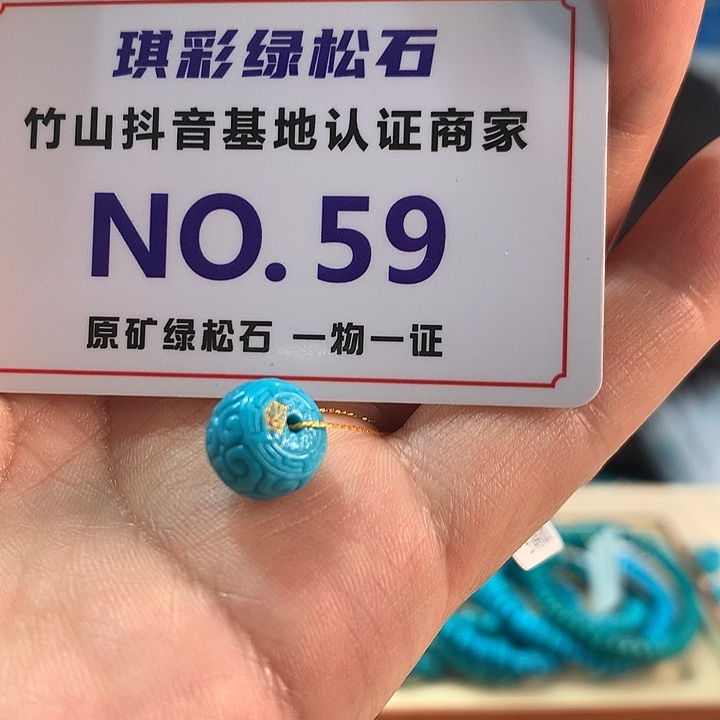 琪彩绿松石
竹山抖音基地认证商家
NO. 59
原矿绿松石 一物一证